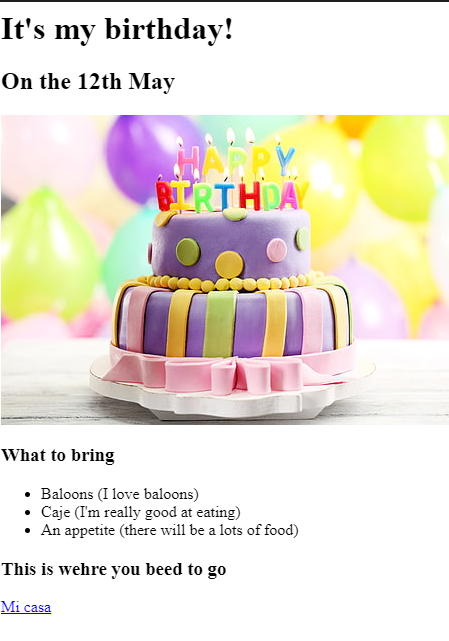 It's my birthday!
On the 12th May
HAPPY
BIRTHDAY
What to bring
Baloons (I love baloons)
Caje (I'm really good at eating)
An appetite (there will be a lots of food)
This is wehre you beed to go
Mi casa